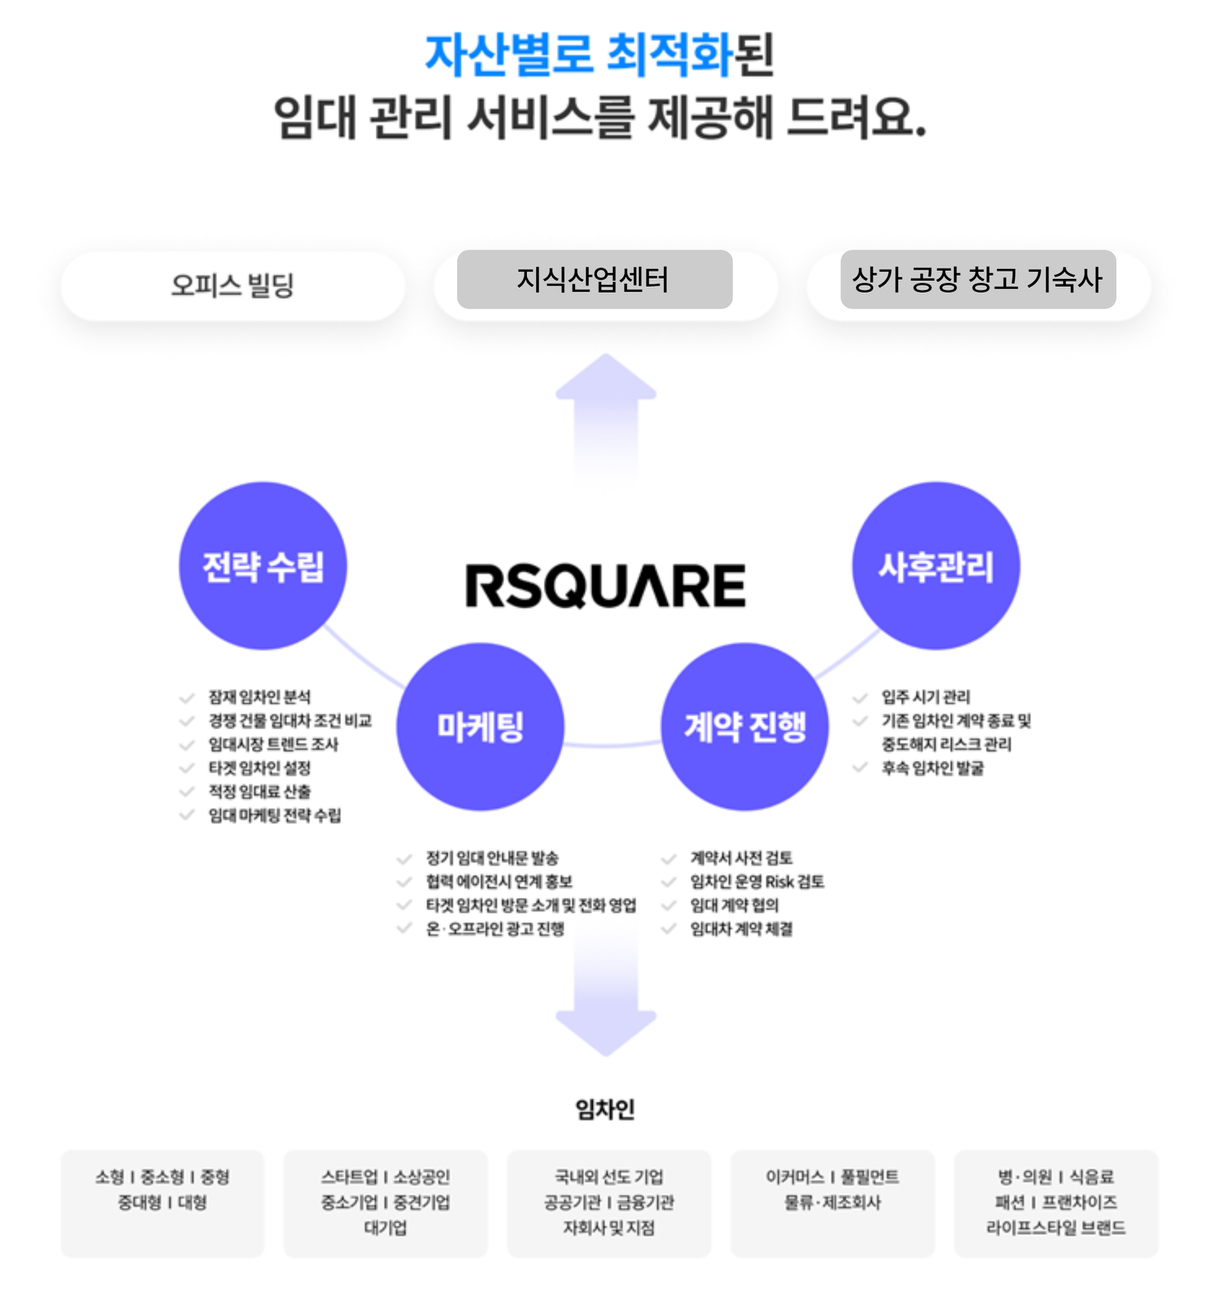 자산별로 최적화된
임대 관리 서비스를 제공해 드려요.
오피스 빌딩
지식산업센터
상가 공장 창고 기숙사
전략 수립
RSQUARE
사후관리
마케팅
계약 진행
잠재 임차인 분석
경쟁 건물 임대차 조건 비교
임대시장 트렌드 조사
타겟 임차인 설정
적정 임대료 산출
임대 마케팅 전략 수립
정기 임대 안내문 발송
협력 에이전시 연계 홍보
타겟 임차인 방문 소개 및 전화 영업
온·오프라인 광고 진행
계약서 사전 검토
임차인 운영 Risk 검토
임대 계약 협의
임대차 계약 체결
입주 시기 관리
기존 임차인 계약 종료 및
중도해지 리스크 관리
후속 임차인 발굴
임차인
소형 | 중소형 | 중형
중대형 | 대형
스타트업 | 소상공인
중소기업 | 중견기업
대기업
국내외 선도 기업
공공기관 | 금융기관
자회사 및 지점
이커머스 | 풀필먼트
물류·제조회사
병·의원 | 식음료
패션 | 프랜차이즈
라이프스타일 브랜드